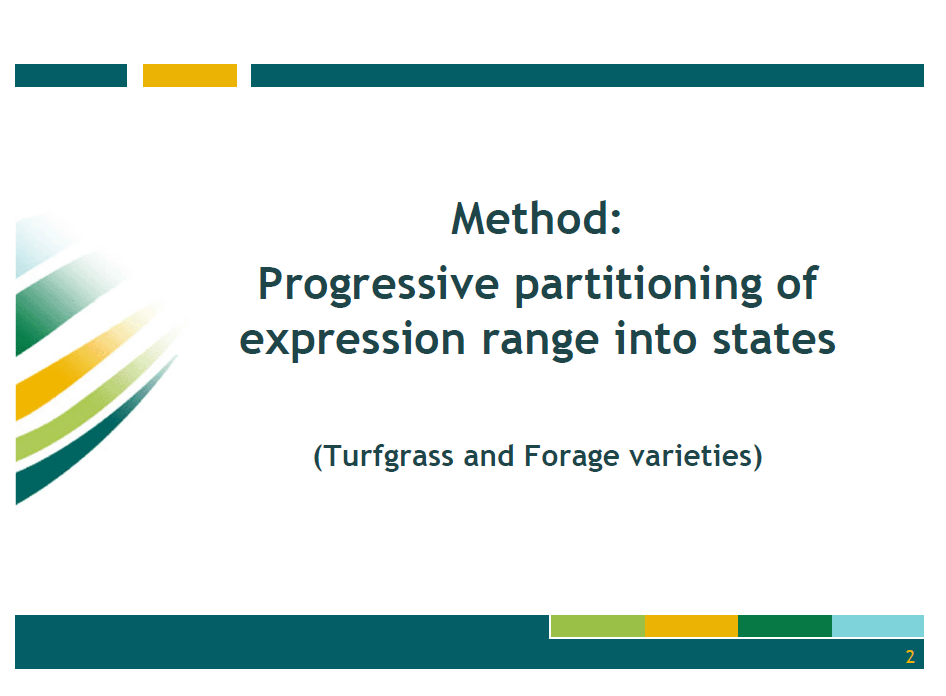 Method:
Progressive partitioning of
expression range into states
(Turfgrass and Forage varieties)
2